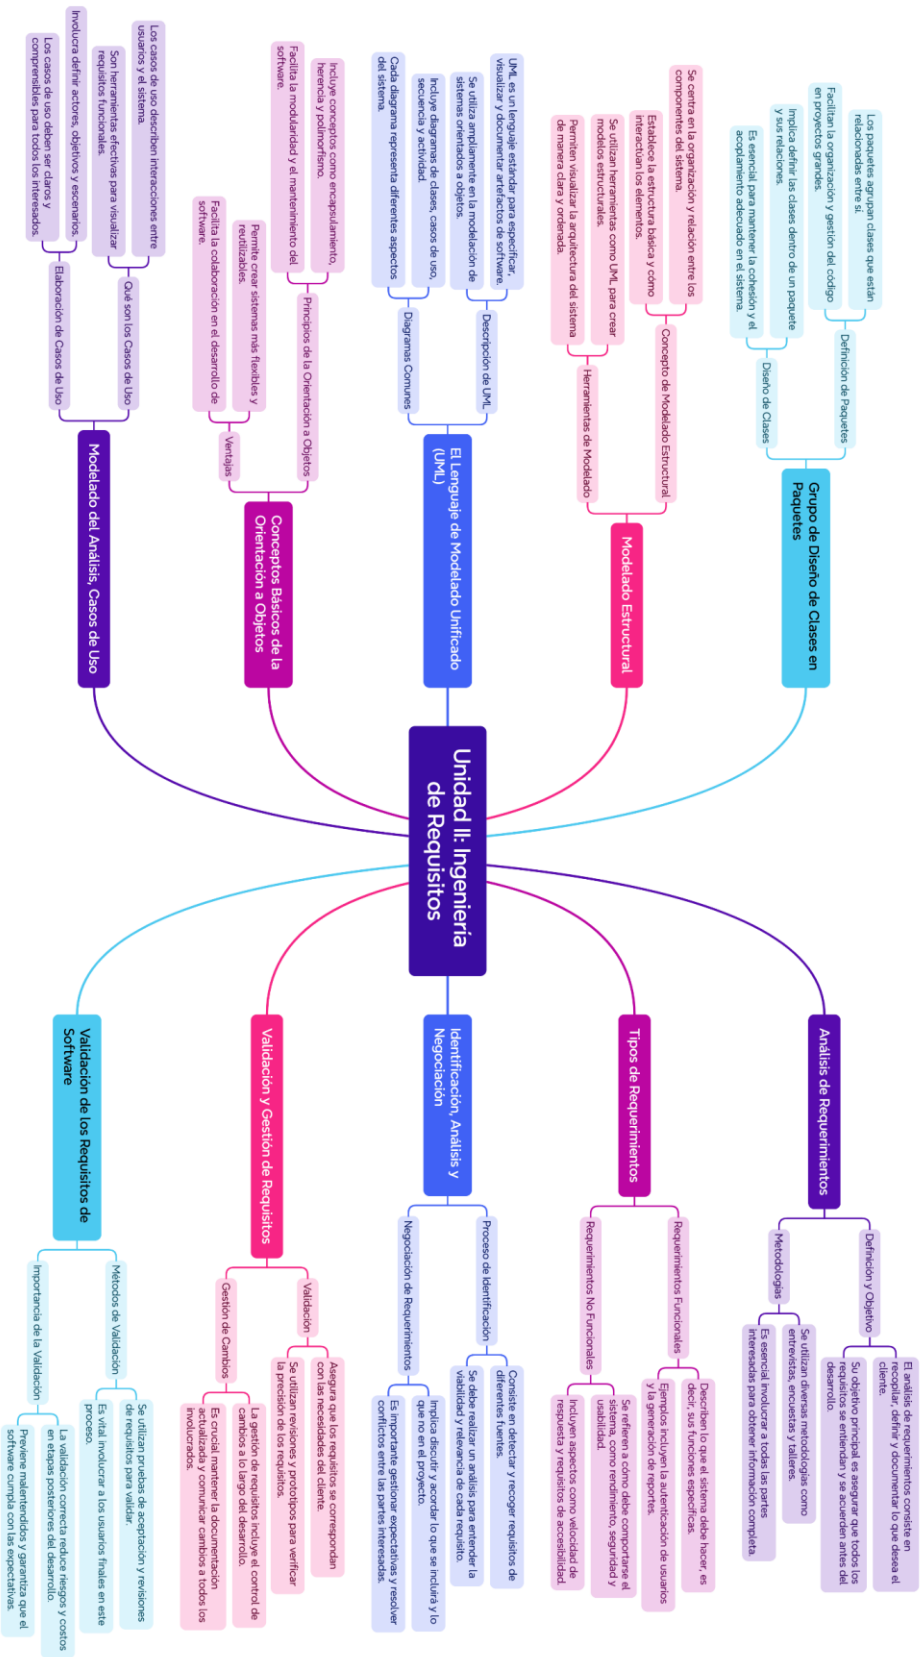 Unidad II: Ingeniería
de Requisitos
Análisis de Requerimientos
Definición y Objetivo
El análisis de requerimientos consiste en
recopilar, definir y documentar lo que desea el
cliente.
Su objetivo principal es asegurar que todos los
requisitos se entiendan y se acuerden antes del
desarrollo.
Metodologías
Se utilizan diversas metodologías como
entrevistas, encuestas y talleres.
Es esencial involucrar a todas las partes
interesadas para obtener información completa.
Tipos de Requerimientos
Requerimientos Funcionales
Describen lo que el sistema debe hacer, es
decir, sus funciones específicas.
Ejemplos incluyen la autenticación de usuarios
y la generación de reportes.
Requerimientos No Funcionales
Se refieren a cómo debe comportarse el
sistema, como rendimiento, seguridad y
usabilidad.
Incluyen aspectos como velocidad de
respuesta y requisitos de accesibilidad.
Identificación, Análisis y
Negociación
Proceso de Identificación
Consiste en detectar y recoger requisitos de
diferentes fuentes.
Se debe realizar un análisis para entender la
viabilidad y relevancia de cada requisito.
Negociación de Requerimientos
Implica discutir y acordar lo que se incluirá y lo
que no en el proyecto.
Es importante gestionar expectativas y resolver
conflictos entre las partes interesadas.
Validación y Gestión de Requisitos
Validación
Asegura que los requisitos se correspondan
con las necesidades del cliente.
Se utilizan revisiones y prototipos para verificar
la precisión de los requisitos.
Gestión de Cambios
La gestión de requisitos incluye el control de
cambios a lo largo del desarrollo.
Es crucial mantener la documentación
actualizada y comunicar cambios a todos los
involucrados.
Validación de los Requisitos de
Software
Métodos de Validación
Se utilizan pruebas de aceptación y revisiones
de requisitos para validar.
Es vital involucrar a los usuarios finales en este
proceso.
Importancia de la Validación
La validación correcta reduce riesgos y costos
en etapas posteriores del desarrollo.
Previene malentendidos y garantiza que el
software cumpla con las expectativas.
Grupo de Diseño de Clases en
Paquetes
Definición de Paquetes
Los paquetes agrupan clases que están
relacionadas entre sí.
Facilitan la organización y gestión del código
en proyectos grandes.
Diseño de Clases
Implica definir las clases dentro de un paquete
y sus relaciones.
Es esencial para mantener la cohesión y el
acoplamiento adecuado en el sistema.
Modelado Estructural
Concepto de Modelado Estructural
Se centra en la organización y relación entre los
componentes del sistema.
Establece la estructura básica y cómo
interactúan los elementos.
Herramientas de Modelado
Se utilizan herramientas como UML para crear
modelos estructurales.
Permiten visualizar la arquitectura del sistema
de manera clara y ordenada.
El Lenguaje de Modelado Unificado
(UML)
Descripción de UML
UML es un lenguaje estándar para especificar,
visualizar y documentar artefactos de software.
Se utiliza ampliamente en la modelación de
sistemas orientados a objetos.
Diagramas Comunes
Incluye diagramas de clases, casos de uso,
secuencia y actividad.
Cada diagrama representa diferentes aspectos
del sistema.
Conceptos Básicos de la
Orientación a Objetos
Principios de la Orientación a Objetos
Incluye conceptos como encapsulamiento,
herencia y polimorfismo.
Facilita la modularidad y el mantenimiento del
software.
Ventajas
Permite crear sistemas más flexibles y
reutilizables.
Facilita la colaboración en el desarrollo de
software.
Modelado del Análisis, Casos de Uso
Qué son los Casos de Uso
Los casos de uso describen interacciones entre
usuarios y el sistema.
Son herramientas efectivas para visualizar
requisitos funcionales.
Elaboración de Casos de Uso
Involucra definir actores, objetivos y escenarios.
Los casos de uso deben ser claros y
comprensibles para todos los interesados.